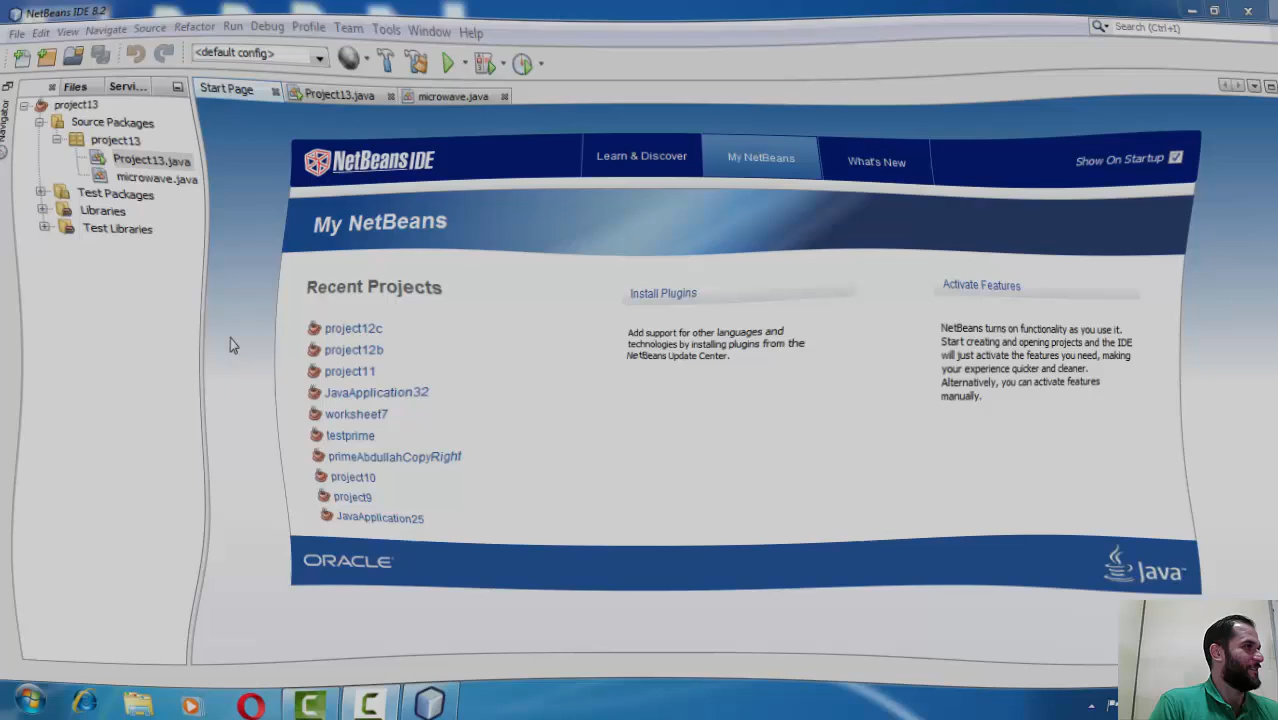 NetBeans IDE 8.2
File Edit View Navigate Source Refactor Run Debug Profile Team Tools Window Help
Search (Ctrl+I)
<default config>
Files Servi...
Start Page Project13.java microwave.java
Navigator
project13
Source Packages
project13
Project13.java
microwave.java
Test Packages
Libraries
Test Libraries
NetBeans IDE
Learn & Discover My NetBeans What's New Show On Startup
My NetBeans
Recent Projects
project12c
project12b
project11
JavaApplication32
worksheet7
testprime
primeAbdullahCopyRight
project10
project9
JavaApplication25
Install Plugins
Add support for other languages and
technologies by installing plugins from the
NetBeans Update Center.
Activate Features
NetBeans turns on functionality as you use it.
Start creating and opening projects and the IDE
will just activate the features you need, making
your experience quicker and cleaner.
Alternatively, you can activate features
manually.
ORACLE
Java